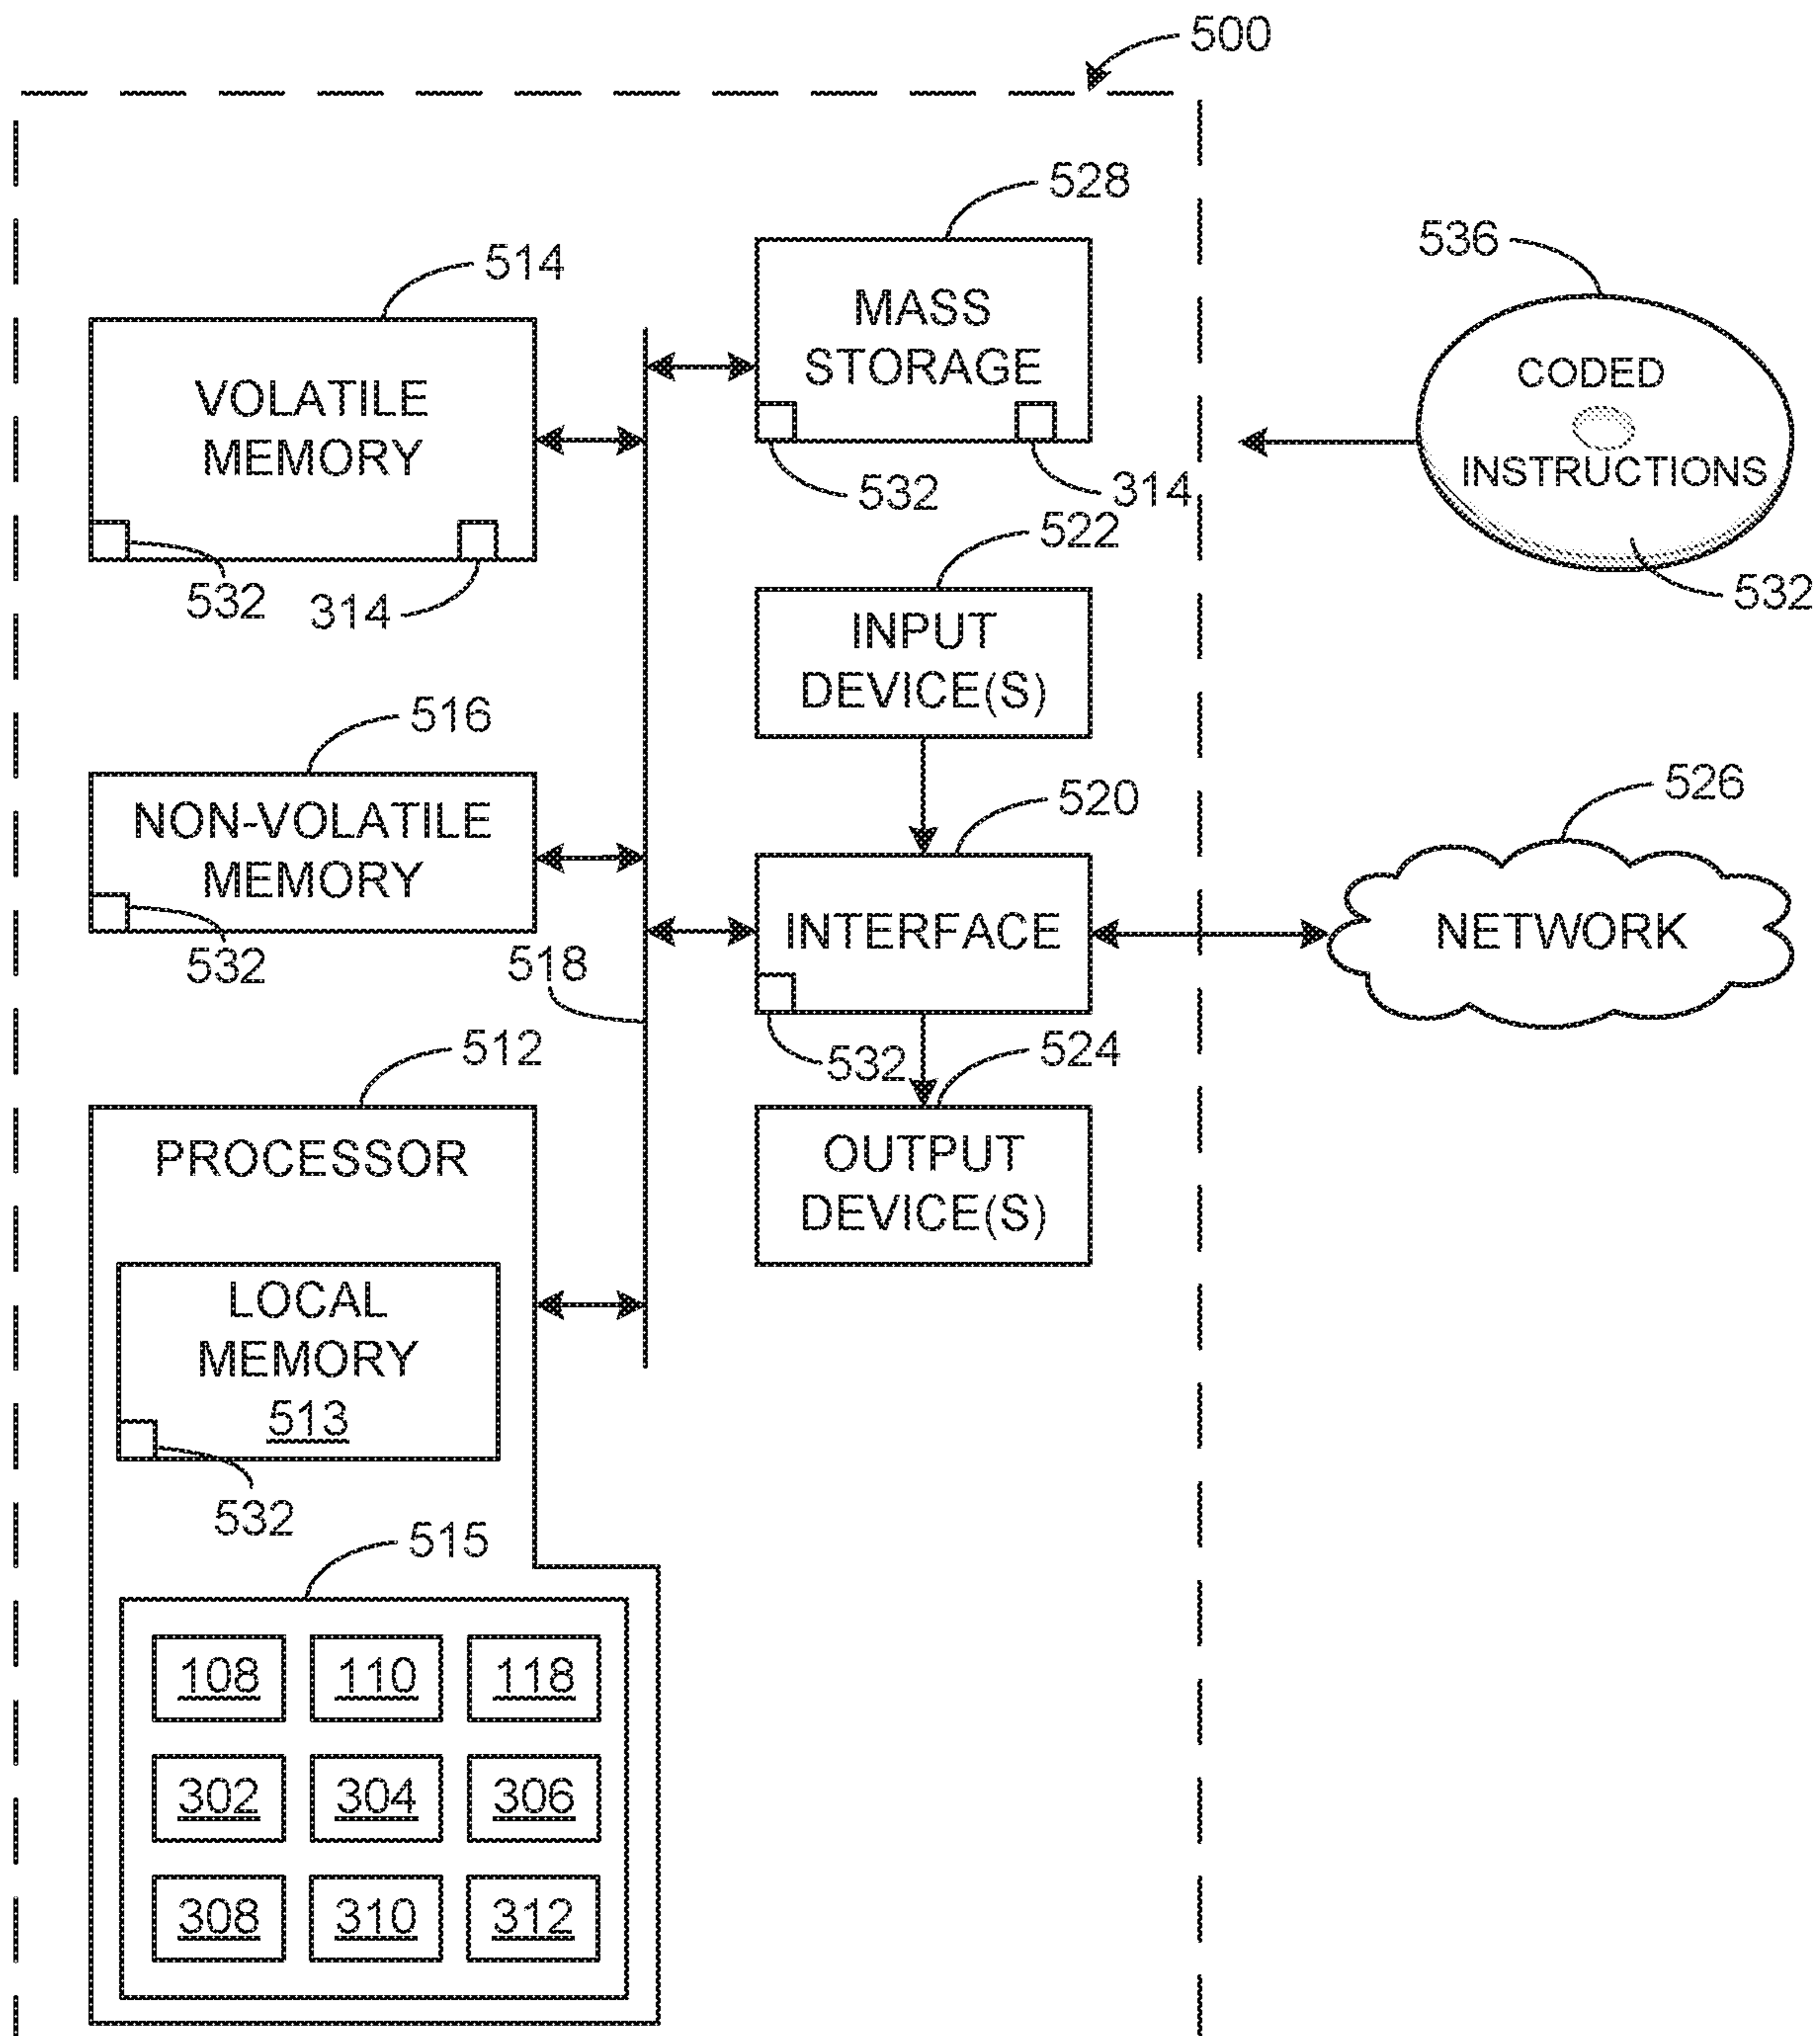 500
528
514
MASS
STORAGE
536
CODED
INSTRUCTIONS
532
VOLATILE
MEMORY
532
314
532
314
522
INPUT
DEVICE(S)
516
NON-VOLATILE
MEMORY
532
518
520
INTERFACE
532
526
NETWORK
512
PROCESSOR
524
OUTPUT
DEVICE(S)
LOCAL
MEMORY
513
532
515
108 110 118
302 304 306
308 310 312